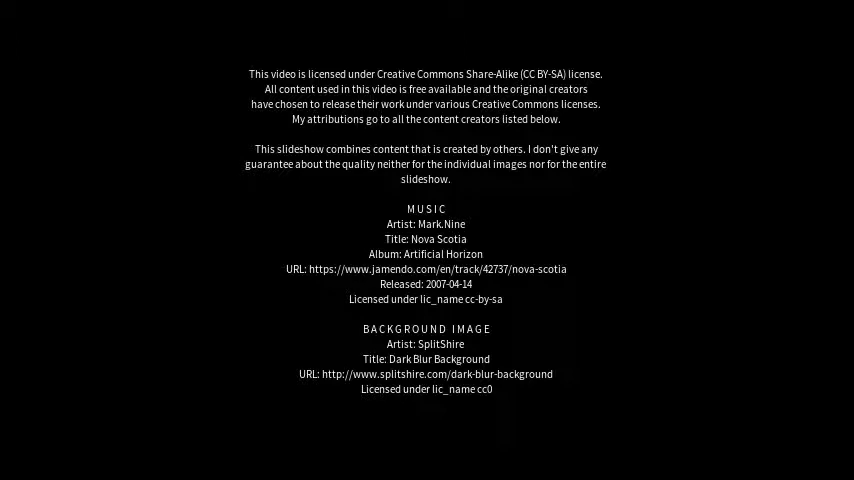 This video is licensed under Creative Commons Share-Alike (CC BY-SA) license.
All content used in this video is free available and the original creators
have chosen to release their work under various Creative Commons licenses.
My attributions go to all the content creators listed below.
This slideshow combines content that is created by others. I don't give any
guarantee about the quality neither for the individual images nor for the entire
slideshow.
MUSIC
Artist: Mark.Nine
Title: Nova Scotia
Album: Artificial Horizon
URL: https://www.jamendo.com/en/track/42737/nova-scotia
Released: 2007-04-14
Licensed under lic_name cc-by-sa
BACKGROUND IMAGE
Artist: SplitShire
Title: Dark Blur Background
URL: http://www.splitshire.com/dark-blur-background
Licensed under lic_name cc0